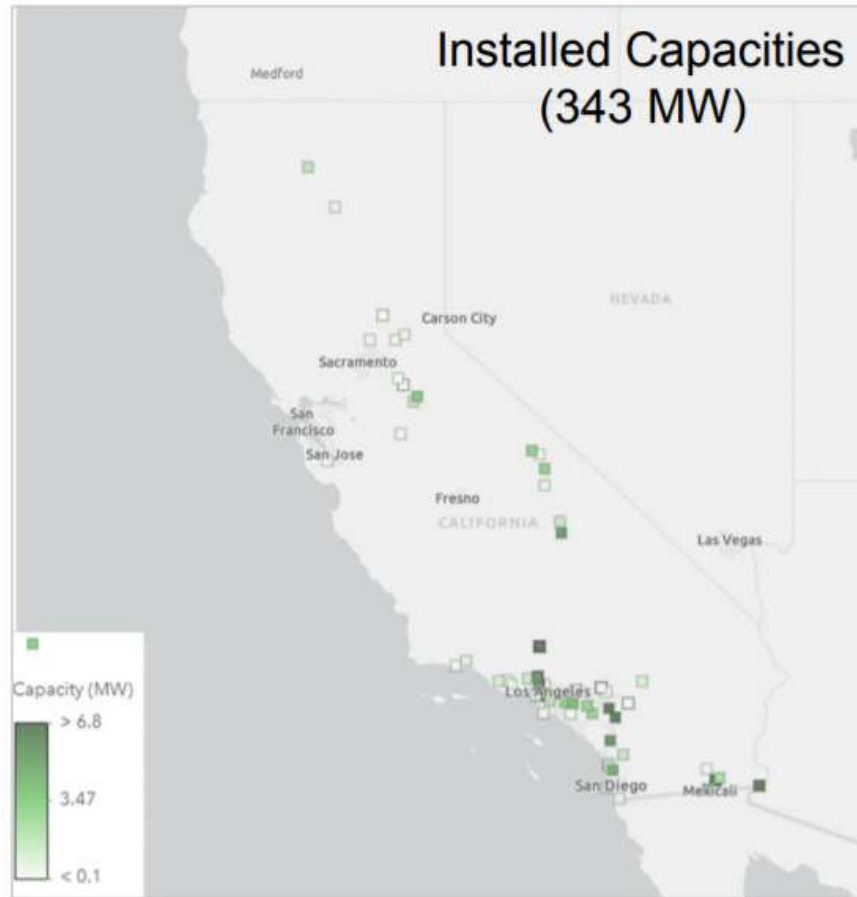 Installed Capacities
(343 MW)
Medford
NEVADA
Carson City
Sacramento
San
Francisco
San Jose
Fresno
CALIFORNIA
Las Vegas
Los Angeles
San Diego
Mexicali
Capacity (MW)
> 6.8
3.47
< 0.1